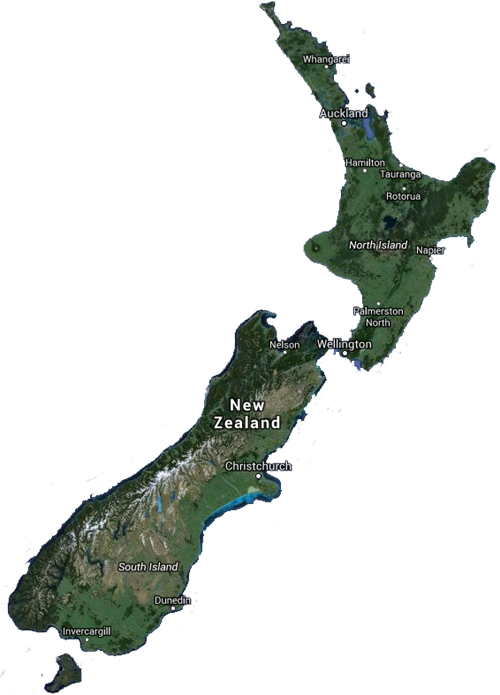 Whangarei
Auckland
Hamilton
Tauranga
Rotorua
North Island
Napier
Palmerston
North
Nelson
Wellington
New
Zealand
Christchurch
South Island
Dunedin
Invercargill